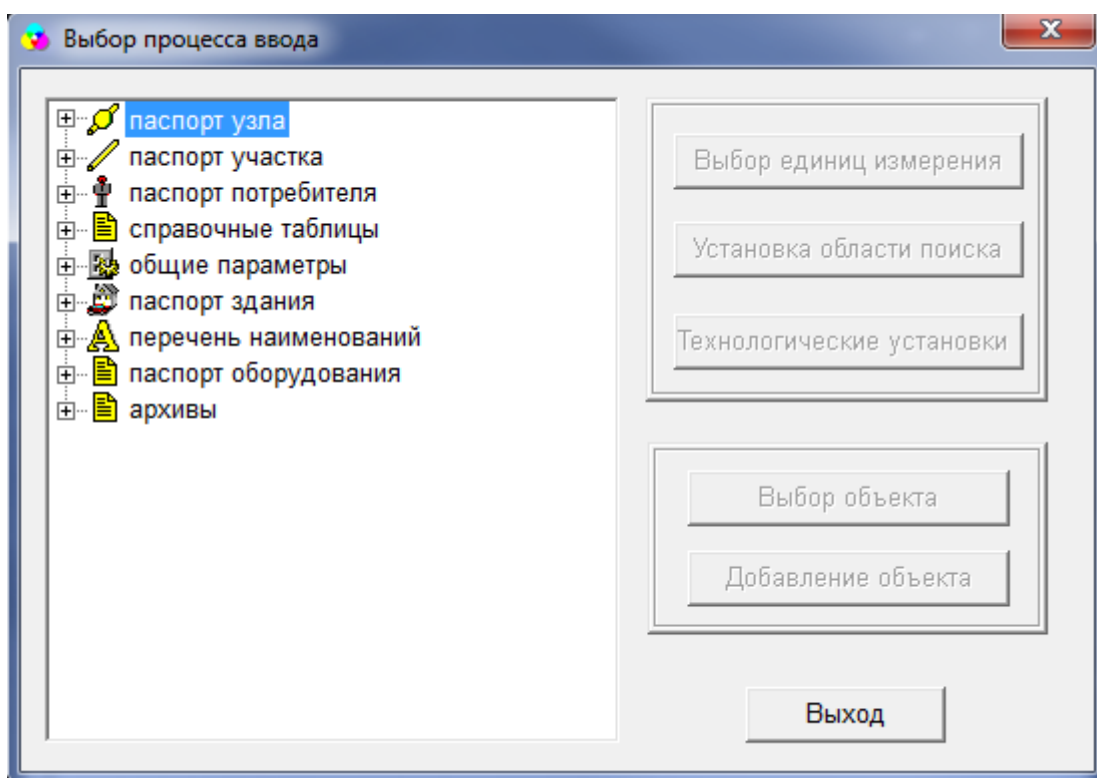 Выбор процесса ввода
паспорт узла
паспорт участка
паспорт потребителя
справочные таблицы
общие параметры
паспорт здания
перечень наименований
паспорт оборудования
архивы
Выбор единиц измерения
Установка области поиска
Технологические установки
Выбор объекта
Добавление объекта
Выход